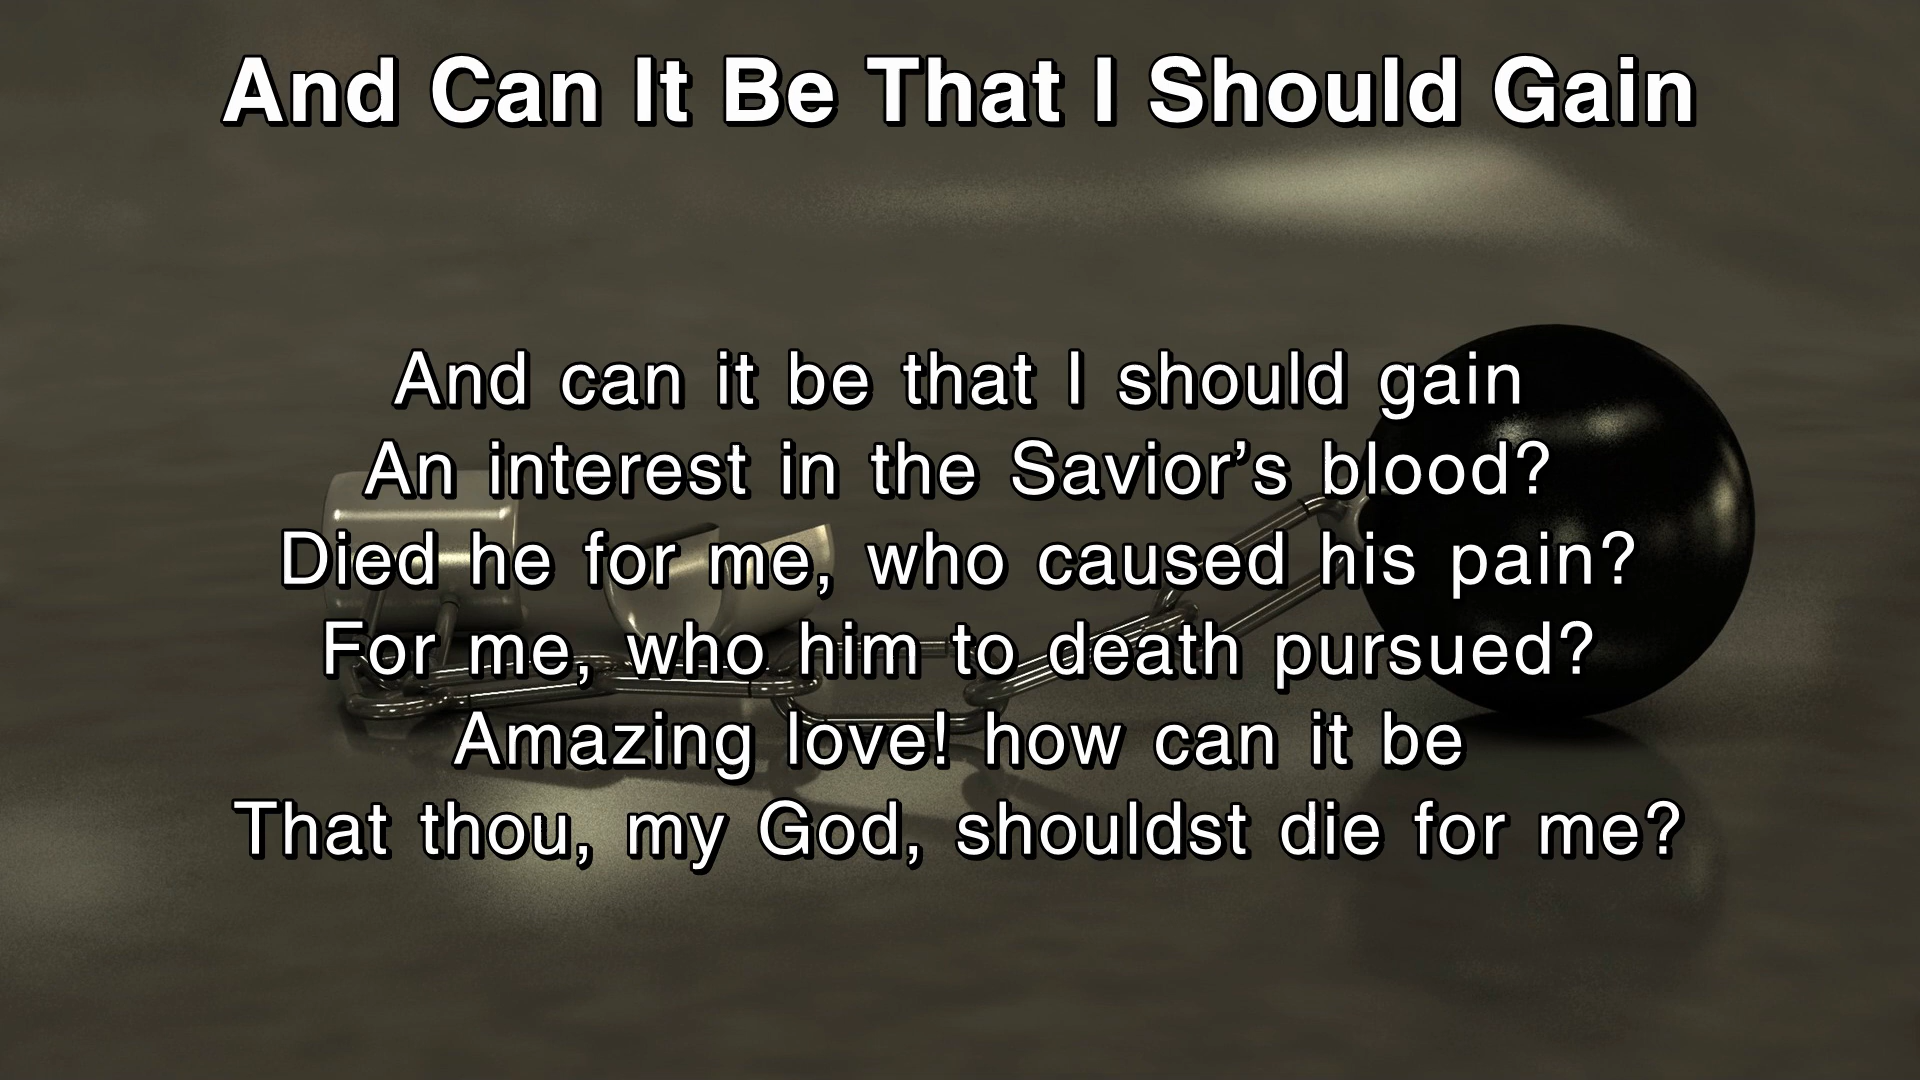 And Can It Be That I Should Gain
And can it be that I should gain
An interest in the Savior’s blood?
Died he for me, who caused his pain?
For me, who him to death pursued?
Amazing love! how can it be
That thou, my God, shouldst die for me?